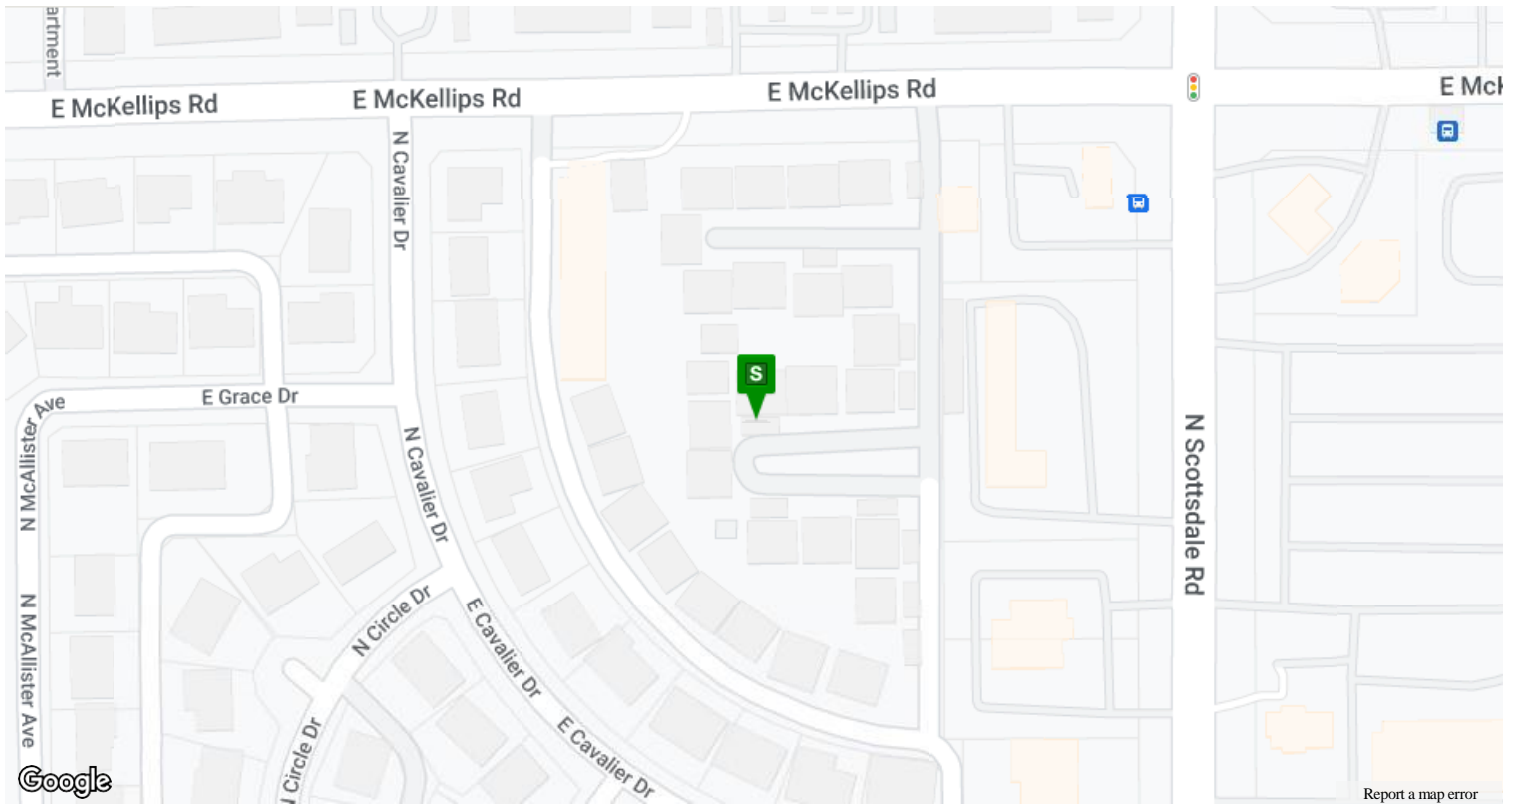 artment
E McKellips Rd
E McKellips Rd
E McKellips Rd
E McK
N Cavalier Dr
S
E Grace Dr
N McAllister Ave
N Cavalier Dr
N Scottsdale Rd
N McAllister Ave
N Circle Dr
E Cavalier Dr
N Circle Dr
E Cavalier Dr
Google
Report a map error